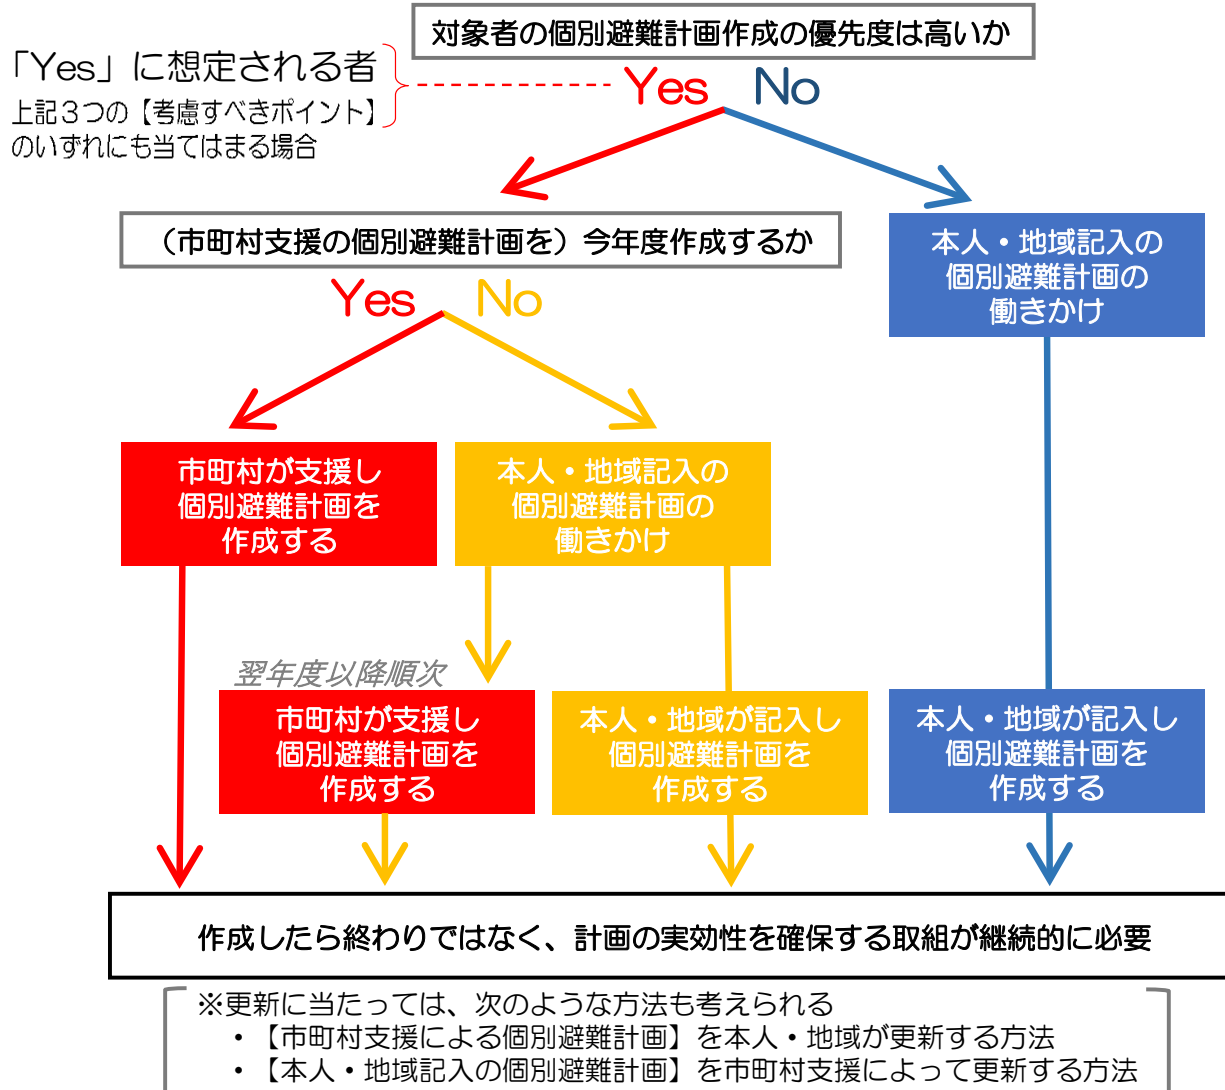 対象者の個別避難計画作成の優先度は高いか
「Yes」に想定される者
上記3つの【考慮すべきポイント】
のいずれにも当てはまる場合
Yes No
（市町村支援の個別避難計画を）今年度作成するか
本人・地域記入の
個別避難計画の
働きかけ
Yes No
市町村が支援し
個別避難計画を
作成する
本人・地域記入の
個別避難計画の
働きかけ
翌年度以降順次
市町村が支援し
個別避難計画を
作成する
本人・地域が記入し
個別避難計画を
作成する
本人・地域が記入し
個別避難計画を
作成する
作成したら終わりではなく、計画の実効性を確保する取組が継続的に必要
※更新に当たっては、次のような方法も考えられる
・【市町村支援による個別避難計画】を本人・地域が更新する方法
・【本人・地域記入の個別避難計画】を市町村支援によって更新する方法